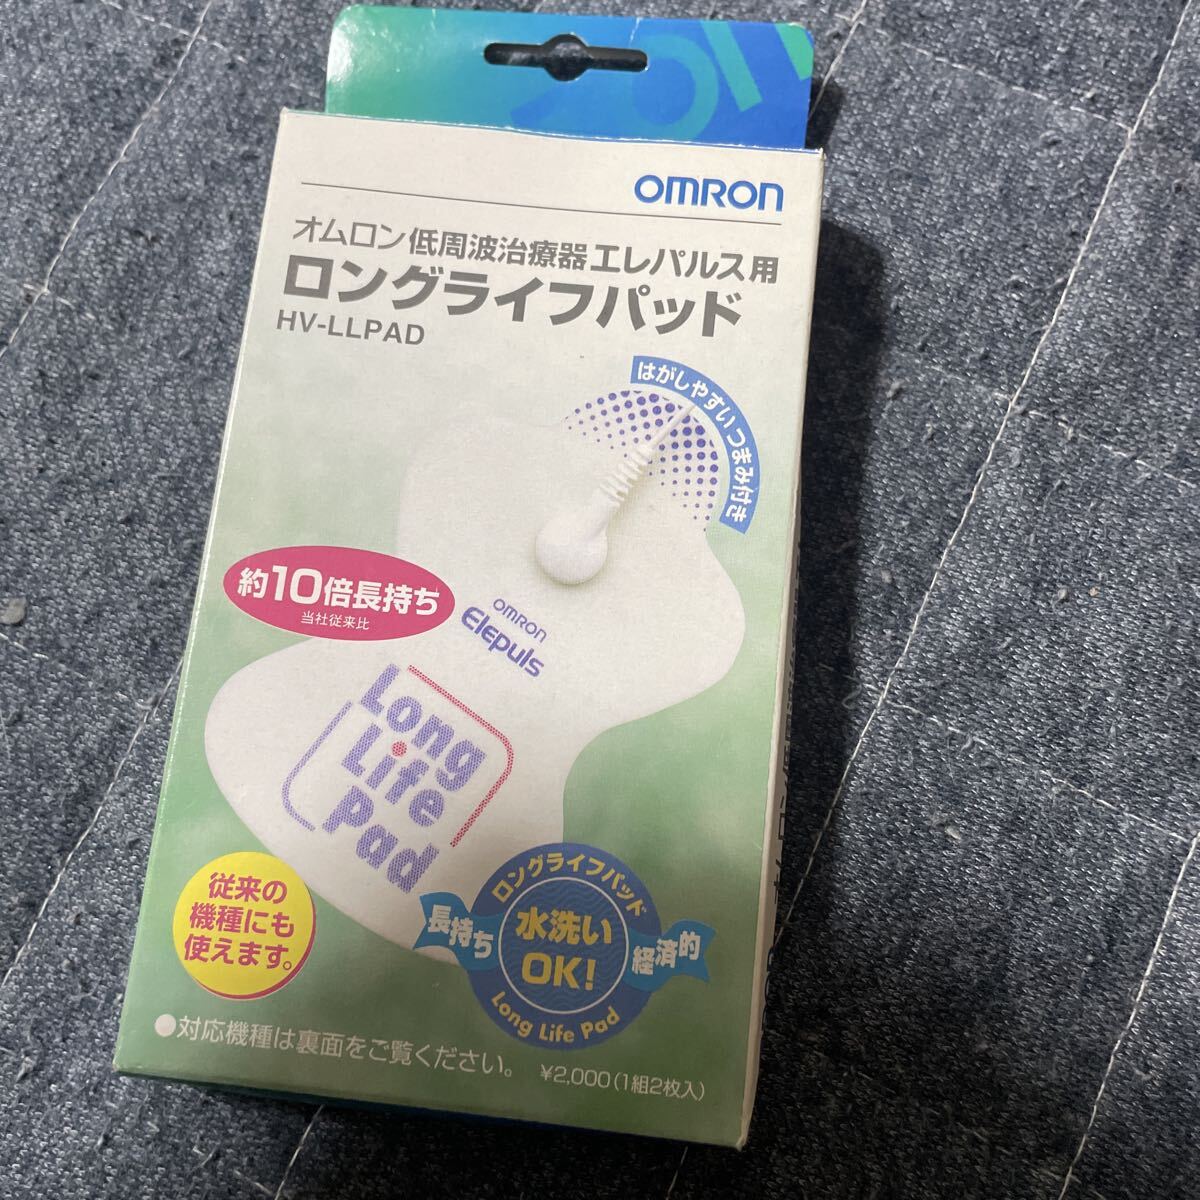 OMRON
オムロン低周波治療器エレパルス用
ロングライフパッド
HV-LLPAD
はがしやすいつまみ付き
約10倍長持ち
当社従来比
OMRON
Elepuls
Long
Life
Pad
従来の
機種にも
使えます。
ロングライフパッド
長持ち
水洗い
OK!
経済的
Long Life Pad
●対応機種は裏面をご覧ください。
¥2,000(1組2枚入)